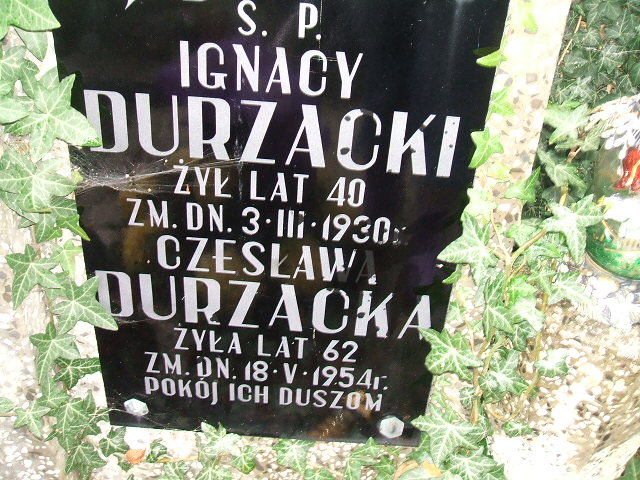 Ś. P.
IGNACY
DURZACKI
ŻYŁ LAT 40
ZM. DN. 3·III·1930r.
CZESŁAWA
DURZACKA
ŻYŁA LAT 62
ZM. DN. 18·V·1954r.
POKÓJ ICH DUSZOM